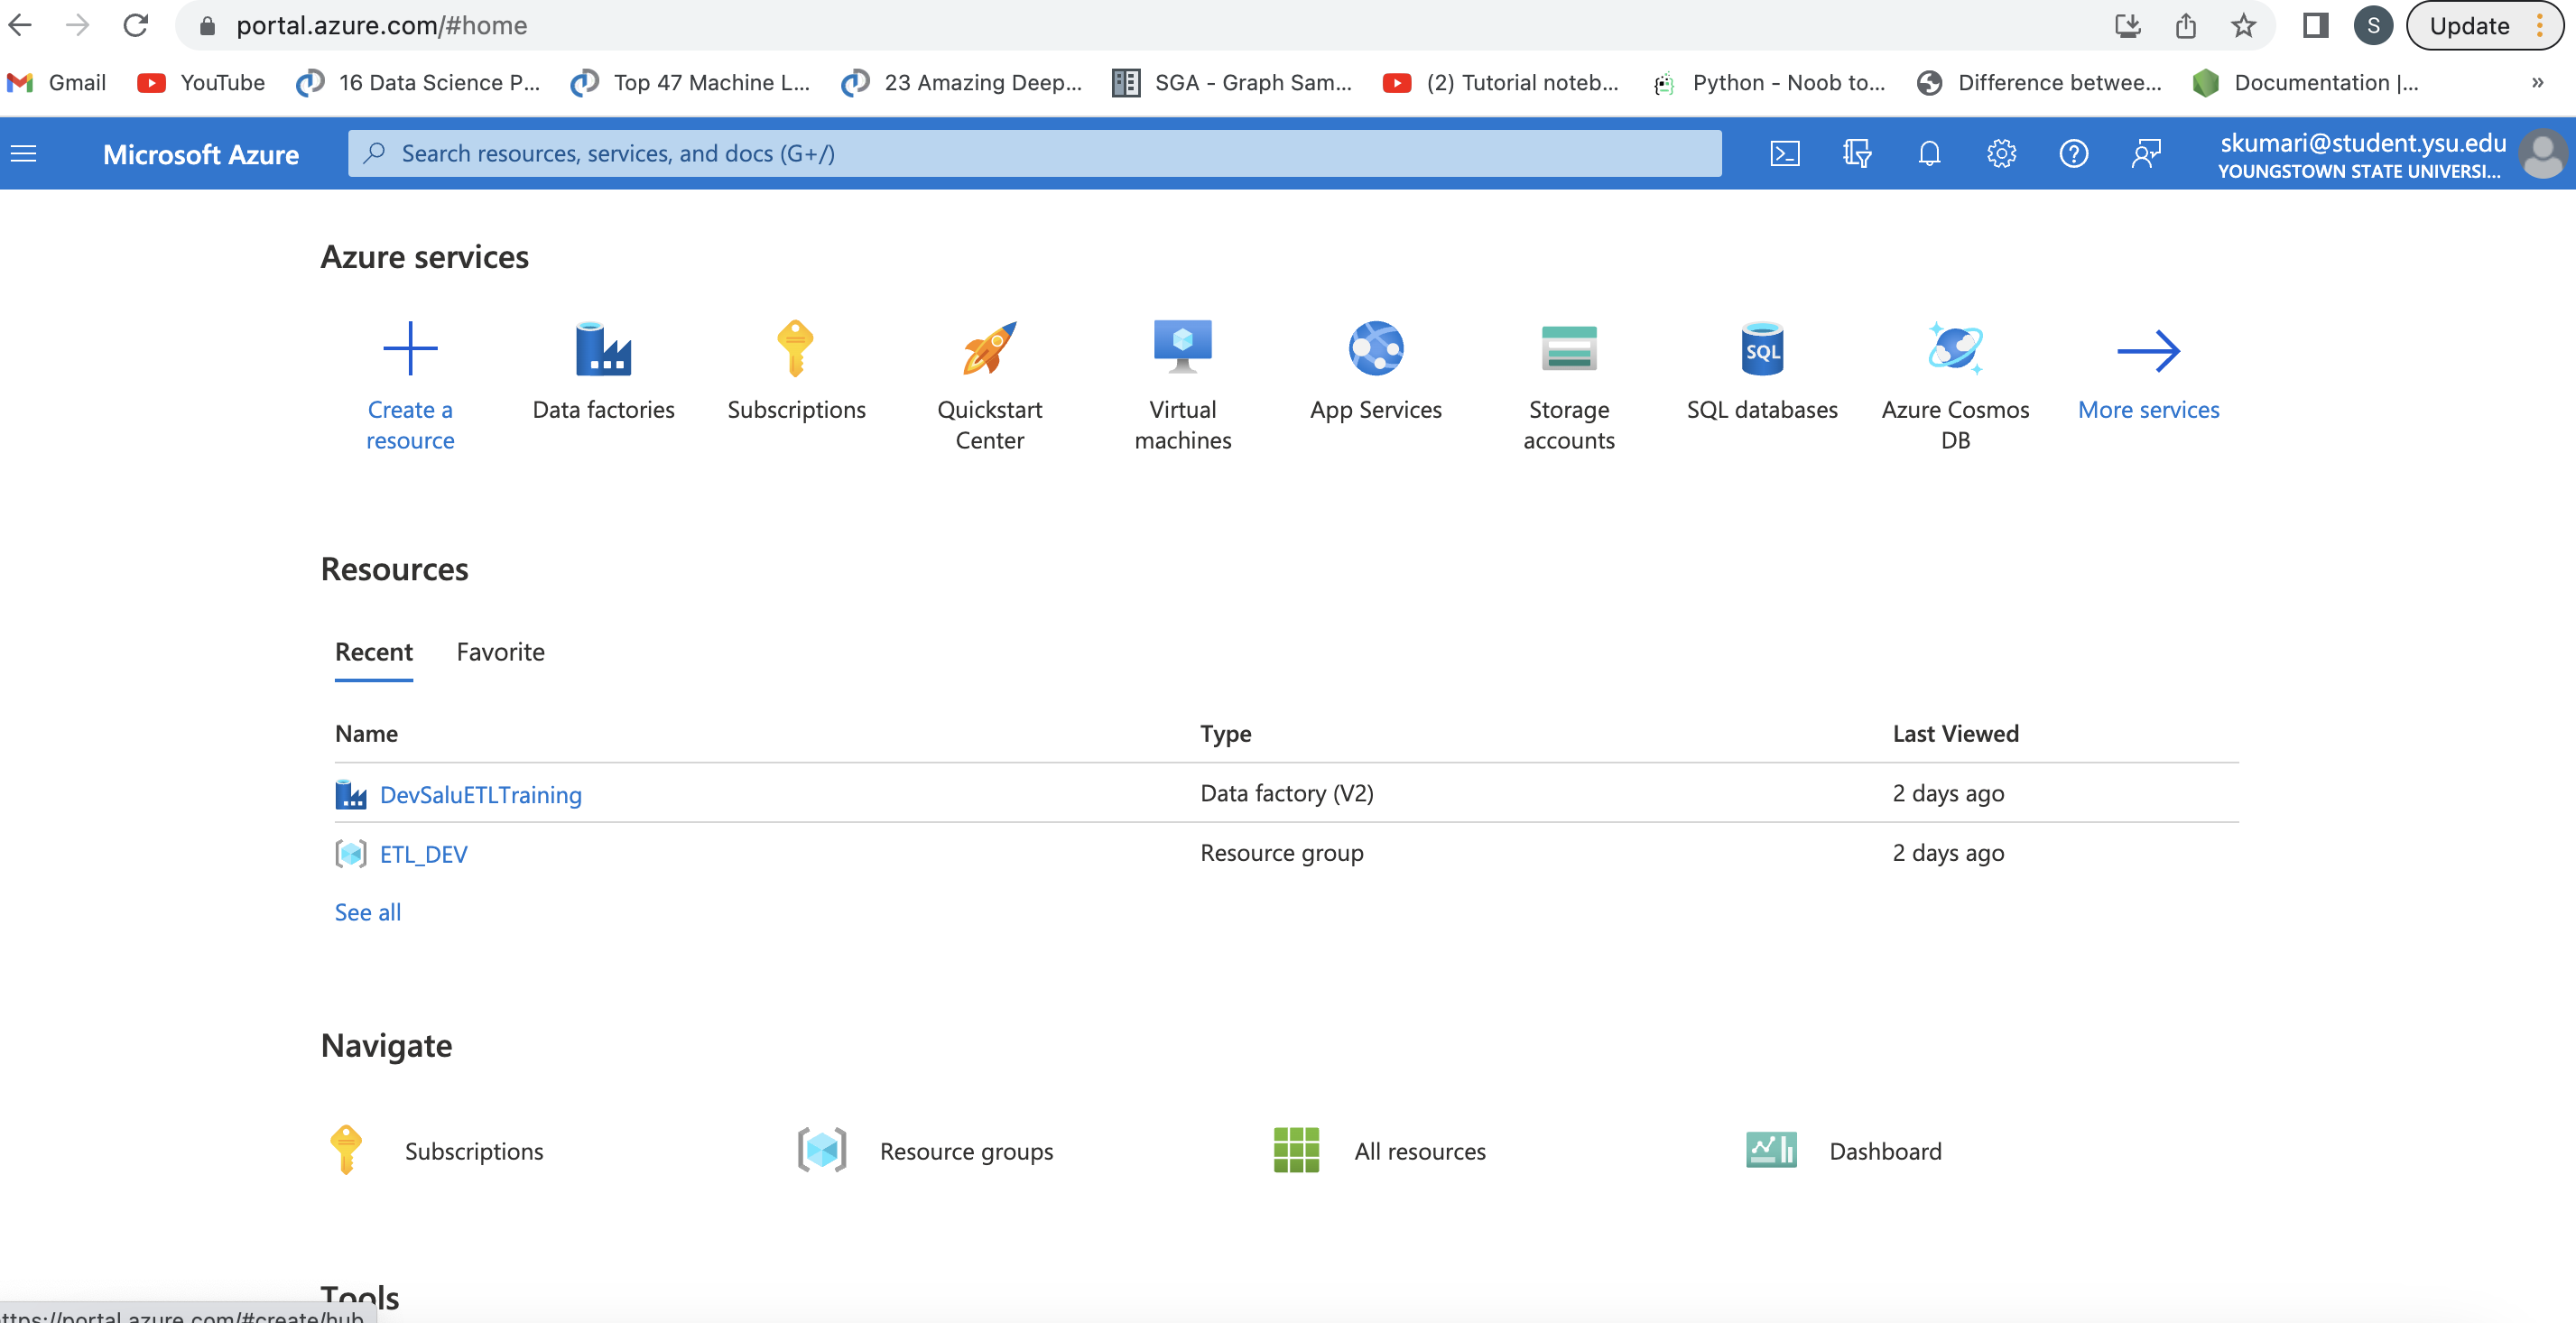 portal.azure.com/#home
S
Update
Gmail
YouTube
16 Data Science P...
Top 47 Machine L...
23 Amazing Deep...
SGA - Graph Sam...
(2) Tutorial noteb...
Python - Noob to...
Difference betwee...
Documentation |...
»
Microsoft Azure
Search resources, services, and docs (G+/)
skumari@student.ysu.edu
YOUNGSTOWN STATE UNIVERSI...
Azure services
Create a
resource
Data factories
Subscriptions
Quickstart
Center
Virtual
machines
App Services
Storage
accounts
SQL
SQL databases
Azure Cosmos
DB
More services
Resources
Recent
Favorite
Name
Type
Last Viewed
DevSaluETLTraining
Data factory (V2)
2 days ago
ETL_DEV
Resource group
2 days ago
See all
Navigate
Subscriptions
Resource groups
All resources
Dashboard
Tools
ttps://portal.azure.com/#create/hub